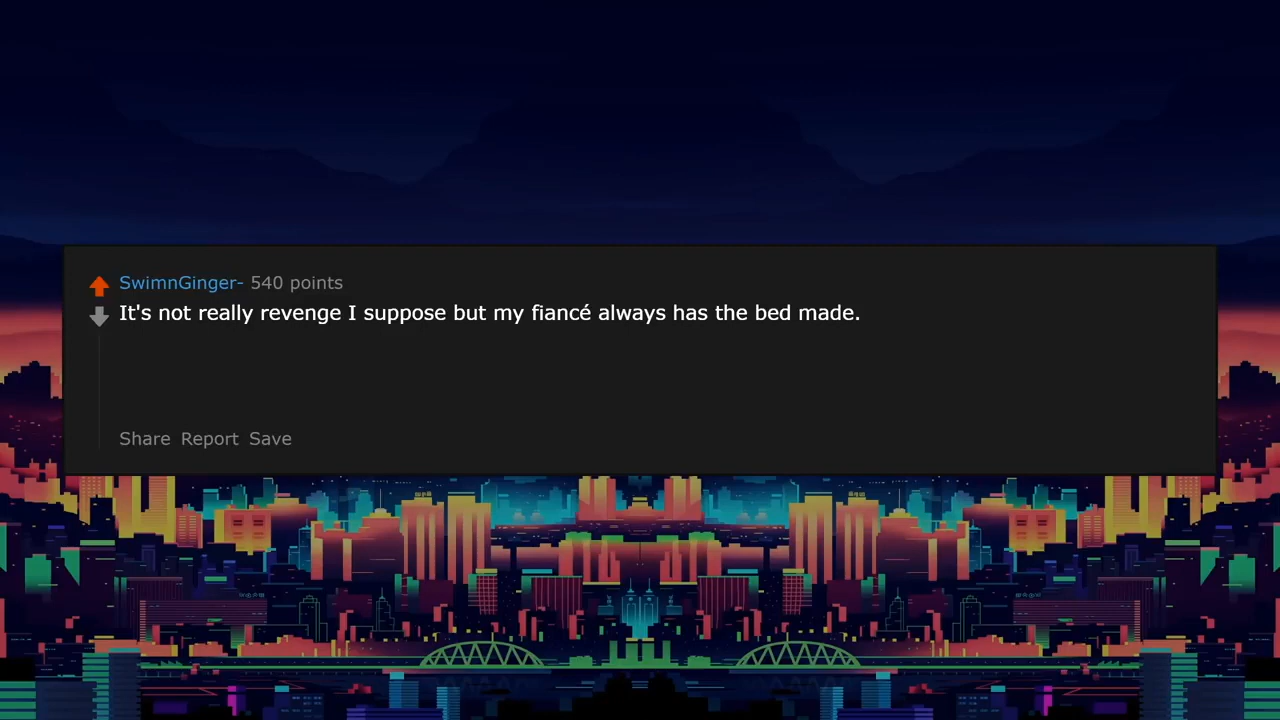 SwimnGinger- 540 points
It's not really revenge I suppose but my fiancé always has the bed made.
Share Report Save